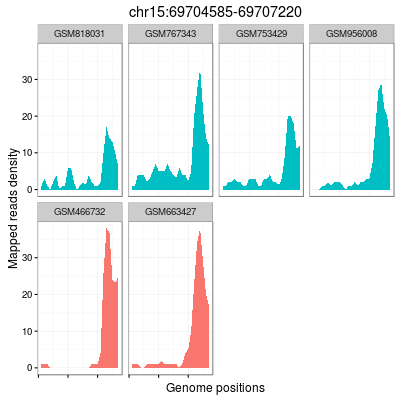 chr15:69704585-69707220
GSM818031 GSM767343 GSM753429 GSM956008
30
20
10
0
Mapped reads density
GSM466732 GSM663427
30
20
10
0
Genome positions